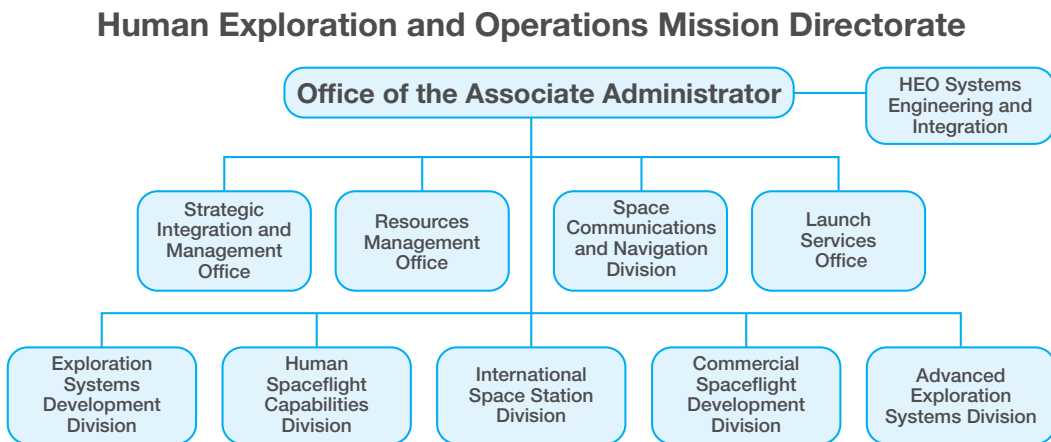 Human Exploration and Operations Mission Directorate
Office of the Associate Administrator
HEO Systems
Engineering and
Integration
Strategic
Integration and
Management
Office
Resources
Management
Office
Space
Communications
and Navigation
Division
Launch
Services
Office
Exploration
Systems
Development
Division
Human
Spaceflight
Capabilities
Division
International
Space Station
Division
Commercial
Spaceflight
Development
Division
Advanced
Exploration
Systems Division